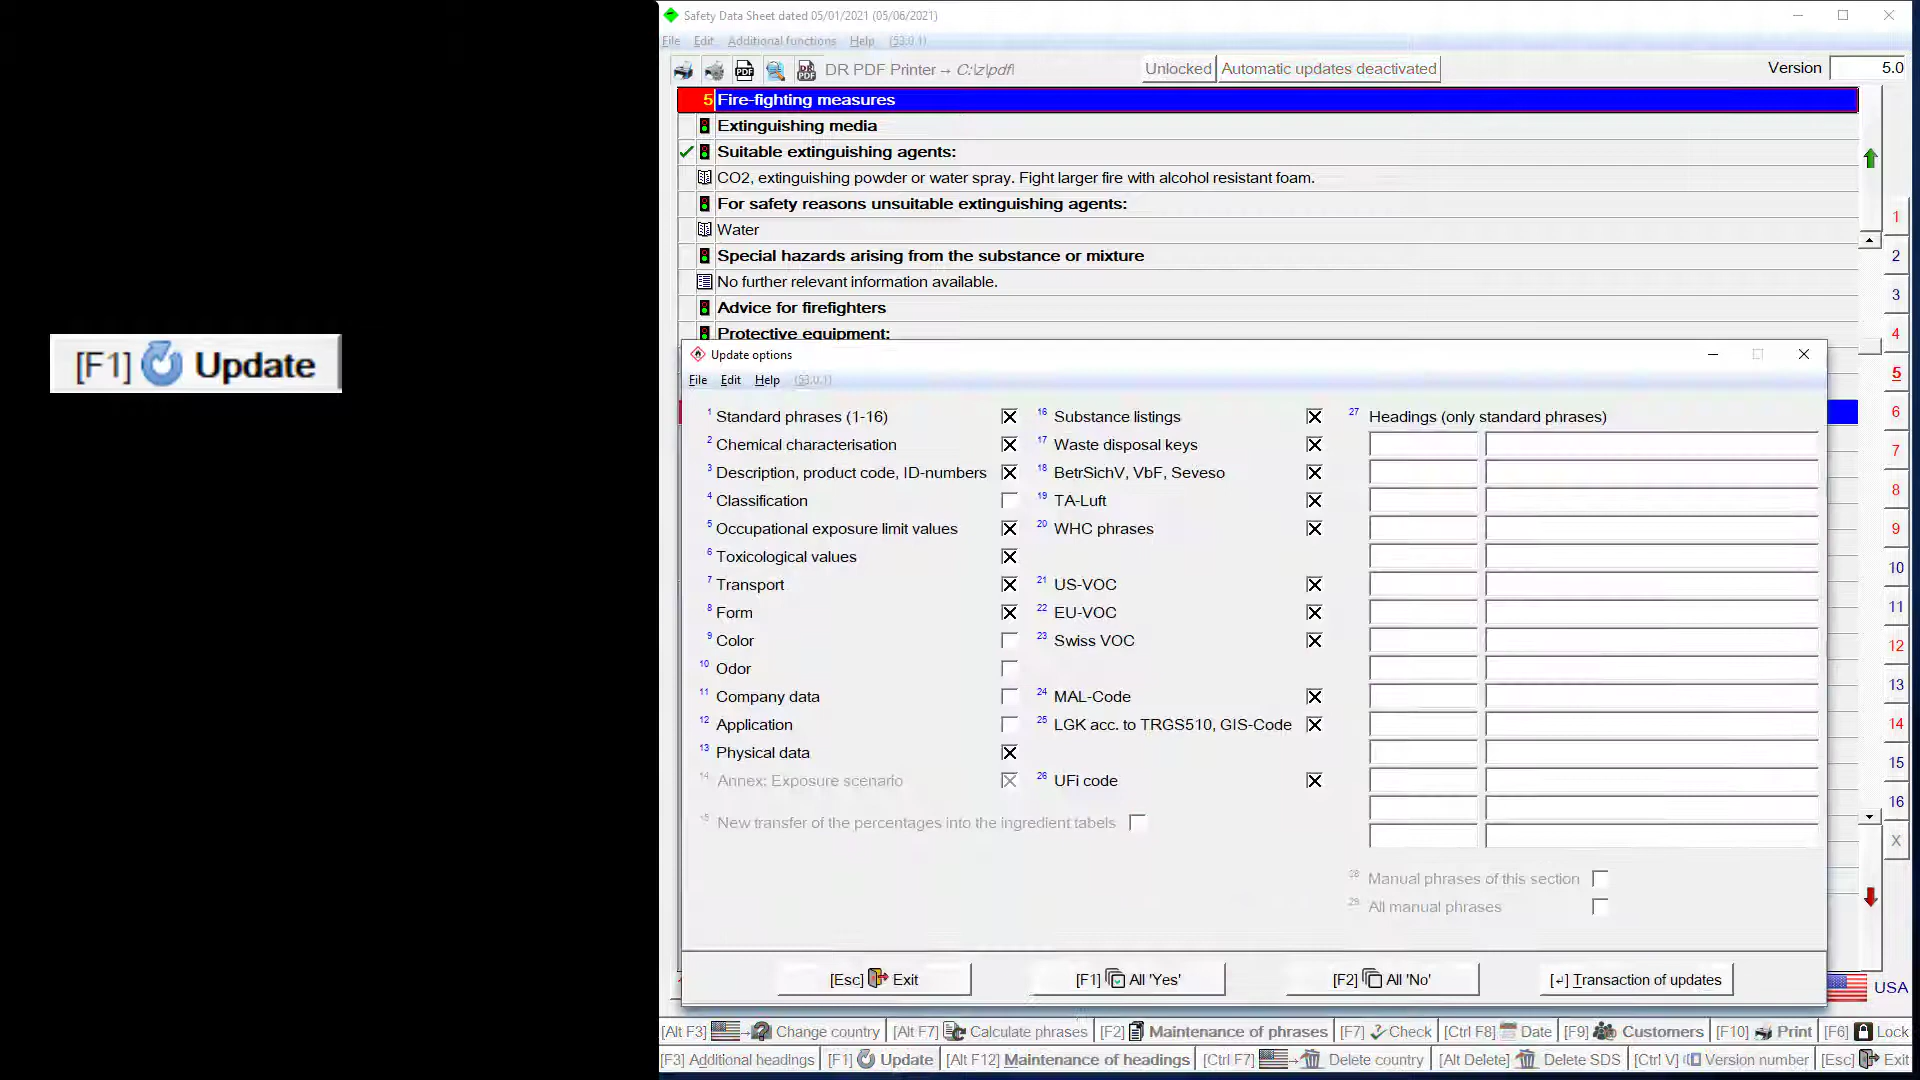 [F1] Update
Safety Data Sheet dated 05/01/2021 (05/06/2021)
File Edit Additional functions Help (53.0.1)
DR PDF Printer → C:\z\pdf\ Unlocked Automatic updates deactivated Version 5.0
5 Fire-fighting measures
Extinguishing media
Suitable extinguishing agents:
CO2, extinguishing powder or water spray. Fight larger fire with alcohol resistant foam.
For safety reasons unsuitable extinguishing agents:
Water
Special hazards arising from the substance or mixture
No further relevant information available.
Advice for firefighters
Protective equipment:
1
2
3
4
5
6
7
8
9
10
11
12
13
14
15
16
X
Update options
File Edit Help (53.0.1)
1 Standard phrases (1-16)
2 Chemical characterisation
3 Description, product code, ID-numbers
4 Classification
5 Occupational exposure limit values
6 Toxicological values
7 Transport
8 Form
9 Color
10 Odor
11 Company data
12 Application
13 Physical data
14 Annex: Exposure scenario
New transfer of the percentages into the ingredient tabels
16 Substance listings
17 Waste disposal keys
18 BetrSichV, VbF, Seveso
19 TA-Luft
20 WHC phrases
21 US-VOC
22 EU-VOC
23 Swiss VOC
24 MAL-Code
25 LGK acc. to TRGS510, GIS-Code
26 UFi code
27 Headings (only standard phrases)
Manual phrases of this section
All manual phrases
[Esc] Exit [F1] All 'Yes' [F2] All 'No' [↵] Transaction of updates
USA
[Alt F3] Change country [Alt F7] Calculate phrases [F2] Maintenance of phrases [F7] Check [Ctrl F8] Date [F9] Customers [F10] Print [F6] Lock
[F3] Additional headings [F1] Update [Alt F12] Maintenance of headings [Ctrl F7] Delete country [Alt Delete] Delete SDS [Ctrl V] Version number [Esc] Exit